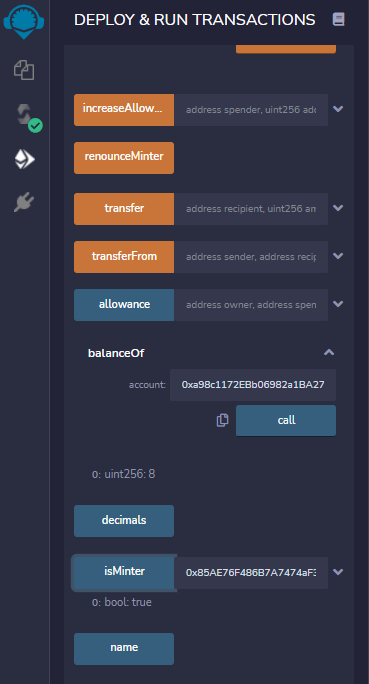 DEPLOY & RUN TRANSACTIONS
increaseAllow... address spender, uint256 add
renounceMinter
transfer address recipient, uint256 am
transferFrom address sender, address recip
allowance address owner, address spen
balanceOf
account: 0xa98c1172EBb06982a1BA27
call
0: uint256: 8
decimals
isMinter 0x85AE76F486B7A7474aF3
0: bool: true
name